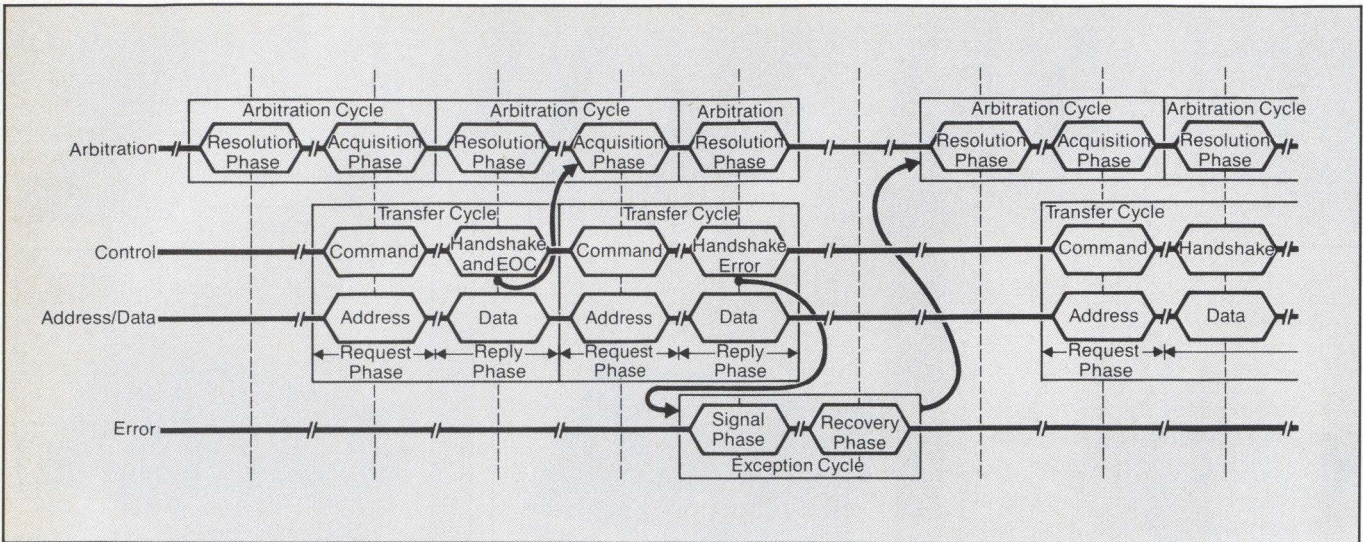 Arbitration Cycle
Arbitration Cycle
Arbitration
Arbitration Cycle
Arbitration Cycle
Arbitration
Resolution
Phase
Acquisition
Phase
Resolution
Phase
Acquisition
Phase
Resolution
Phase
Resolution
Phase
Acquisition
Phase
Resolution
Phase
Transfer Cycle
Transfer Cycle
Transfer Cycle
Control
Command
Handshake
and EOC
Command
Handshake
Error
Command
Handshake
Address/Data
Address
Data
Address
Data
Address
Data
Request
Phase
Reply
Phase
Request
Phase
Reply
Phase
Request
Phase
Error
Signal
Phase
Recovery
Phase
Exception Cycle